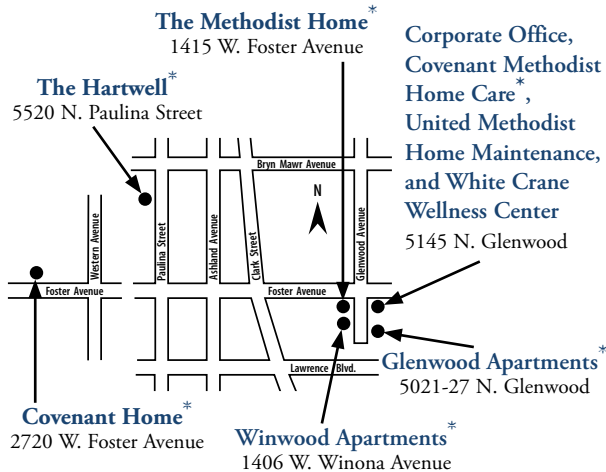 The Methodist Home*
1415 W. Foster Avenue
Corporate Office,
Covenant Methodist
Home Care*,
United Methodist
Home Maintenance,
and White Crane
Wellness Center
5145 N. Glenwood
The Hartwell*
5520 N. Paulina Street
Bryn Mawr Avenue
N
Western Avenue
Paulina Street
Ashland Avenue
Clark Street
Glenwood Avenue
Foster Avenue
Foster Avenue
Lawrence Blvd.
Glenwood Apartments*
5021-27 N. Glenwood
Covenant Home*
2720 W. Foster Avenue
Winwood Apartments*
1406 W. Winona Avenue